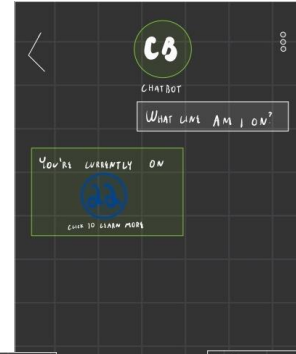 CB
CHATBOT
WHAT LINE AM I ON?
YOU'RE CURRENTLY ON
CLICK TO LEARN MORE